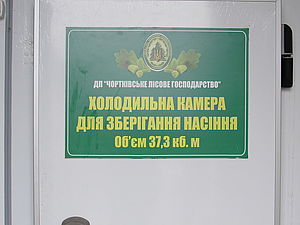 ДП "ЧОРТКІВСЬКЕ ЛІСОВЕ ГОСПОДАРСТВО"
ХОЛОДИЛЬНА КАМЕРА
ДЛЯ ЗБЕРІГАННЯ НАСІННЯ
ОБ'ЄМ 37,3 КБ. М